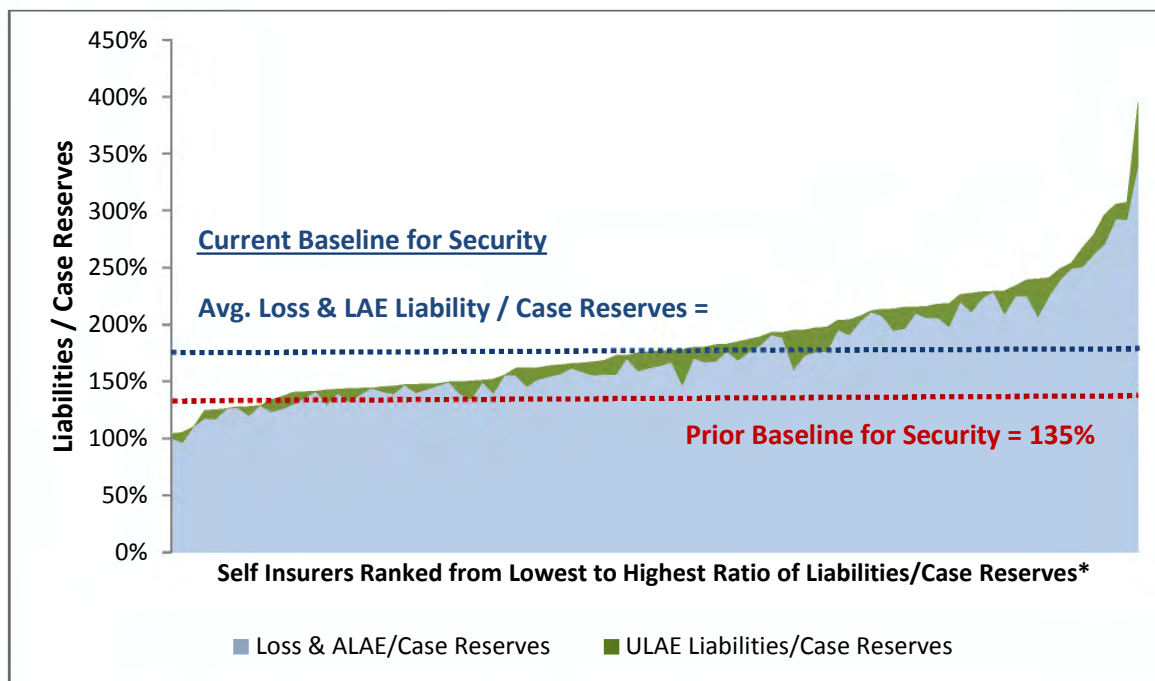 450%
400%
350%
300%
250%
200%
150%
100%
50%
0%
Liabilities / Case Reserves
Current Baseline for Security
Avg. Loss & LAE Liability / Case Reserves =
Prior Baseline for Security = 135%
Self Insurers Ranked from Lowest to Highest Ratio of Liabilities/Case Reserves*
Loss & ALAE/Case Reserves
ULAE Liabilities/Case Reserves